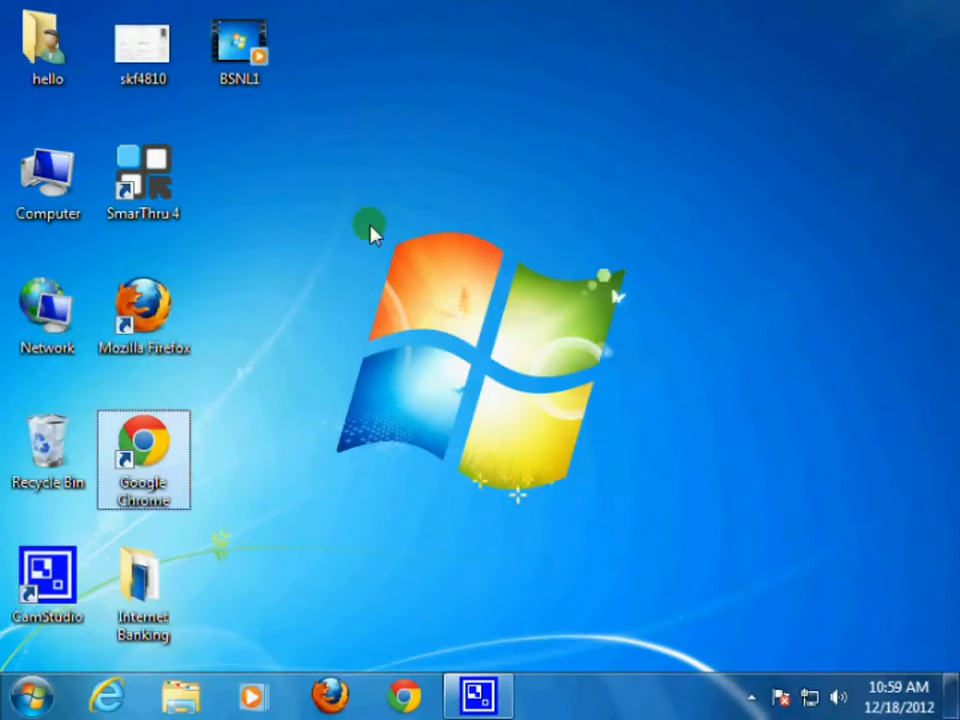 hello
skf4810
BSNL1
Computer
SmarThru 4
Network
Mozilla Firefox
Recycle Bin
Google
Chrome
CamStudio
Internet
Banking
10:59 AM
12/18/2012